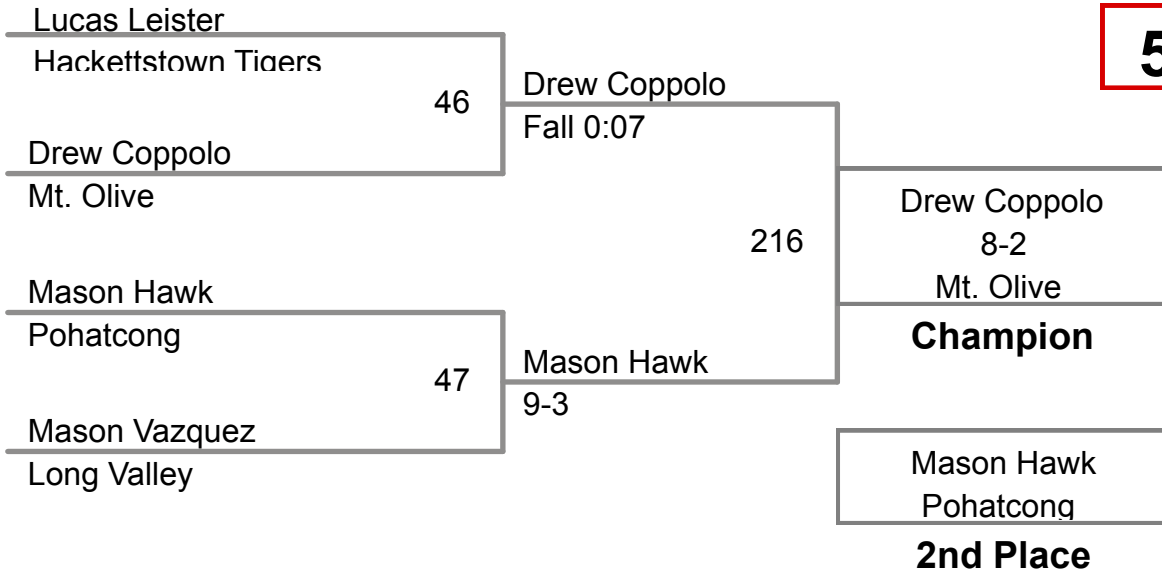 Lucas Leister
Hackettstown Tigers
5
46
Drew Coppolo
Fall 0:07
Drew Coppolo
Mt. Olive
216
Drew Coppolo
8-2
Mt. Olive
Champion
Mason Hawk
Pohatcong
47
Mason Hawk
9-3
Mason Vazquez
Long Valley
Mason Hawk
Pohatcong
2nd Place